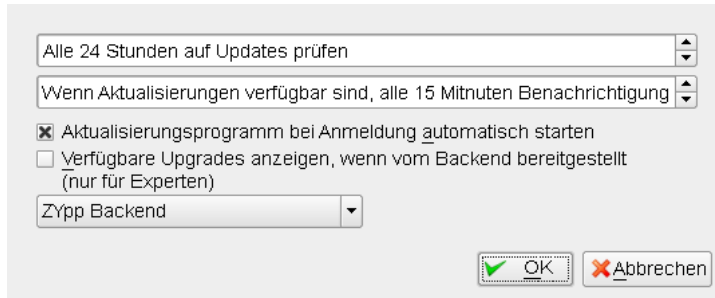 Alle 24 Stunden auf Updates prüfen
Wenn Aktualisierungen verfügbar sind, alle 15 Mitnuten Benachrichtigung
Aktualisierungsprogramm bei Anmeldung automatisch starten
Verfügbare Upgrades anzeigen, wenn vom Backend bereitgestellt
(nur für Experten)
ZYpp Backend
OK Abbrechen